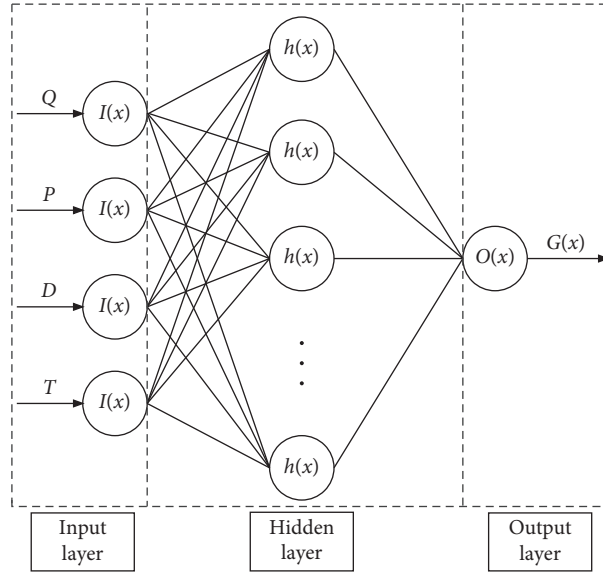 Q
I(x)
P
I(x)
D
I(x)
T
I(x)
h(x)
h(x)
h(x)
h(x)
O(x)
G(x)
Input
layer
Hidden
layer
Output
layer